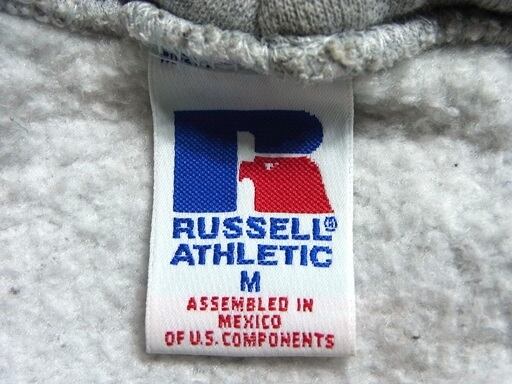 RUSSELL®
ATHLETIC
M
ASSEMBLED IN
MEXICO
OF U.S. COMPONENTS